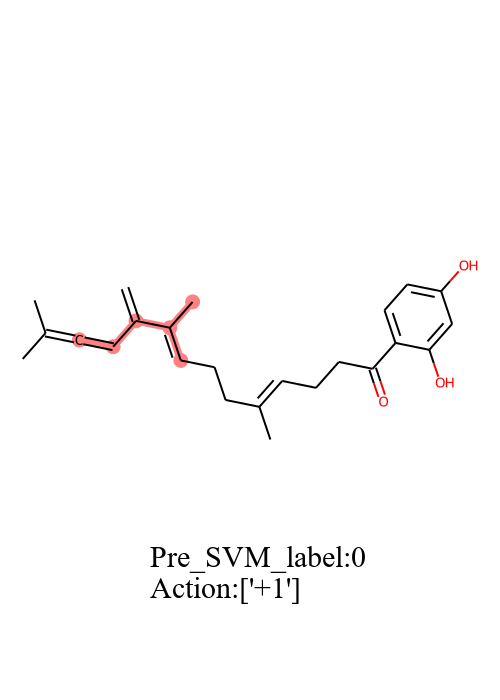 OH
C
OH
O
Pre_SVM_label:0
Action:['+1']